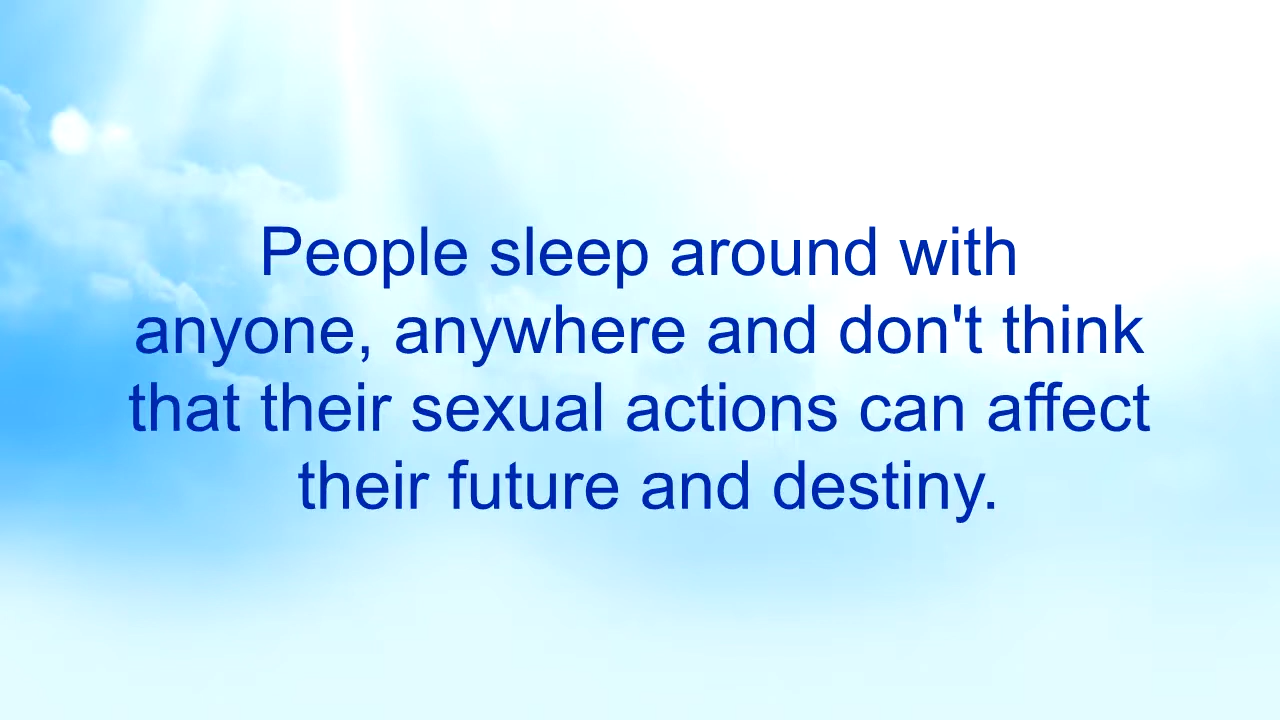 People sleep around with
anyone, anywhere and don't think
that their sexual actions can affect
their future and destiny.